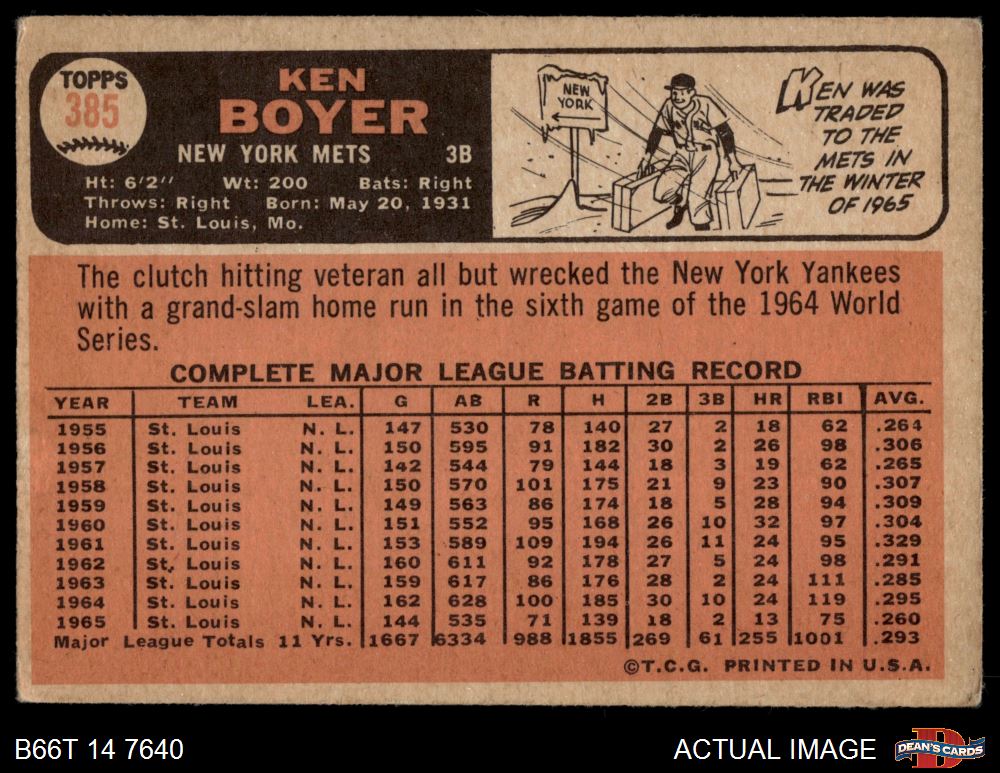 TOPPS
385
KEN
BOYER
NEW YORK METS 3B
Ht: 6'2" Wt: 200 Bats: Right
Throws: Right Born: May 20, 1931
Home: St. Louis, Mo.
NEW
YORK
KEN WAS
TRADED
TO THE
METS IN
THE WINTER
OF 1965
The clutch hitting veteran all but wrecked the New York Yankees
with a grand-slam home run in the sixth game of the 1964 World
Series.
COMPLETE MAJOR LEAGUE BATTING RECORD
YEAR TEAM LEA. G AB R H 2B 3B HR RBI AVG.
1955 St. Louis N. L. 147 530 78 140 27 2 18 62 .264
1956 St. Louis N. L. 150 595 91 182 30 2 26 98 .306
1957 St. Louis N. L. 142 544 79 144 18 3 19 62 .265
1958 St. Louis N. L. 150 570 101 175 21 9 23 90 .307
1959 St. Louis N. L. 149 563 86 174 18 5 28 94 .309
1960 St. Louis N. L. 151 552 95 168 26 10 32 97 .304
1961 St. Louis N. L. 153 589 109 194 26 11 24 95 .329
1962 St. Louis N. L. 160 611 92 178 27 5 24 98 .291
1963 St. Louis N. L. 159 617 86 176 28 2 24 111 .285
1964 St. Louis N. L. 162 628 100 185 30 10 24 119 .295
1965 St. Louis N. L. 144 535 71 139 18 2 13 75 .260
Major League Totals 11 Yrs. 1667 6334 988 1855 269 61 255 1001 .293
©T.C.G. PRINTED IN U.S.A.
B66T 14 7640
ACTUAL IMAGE
D
DEAN'S CARDS